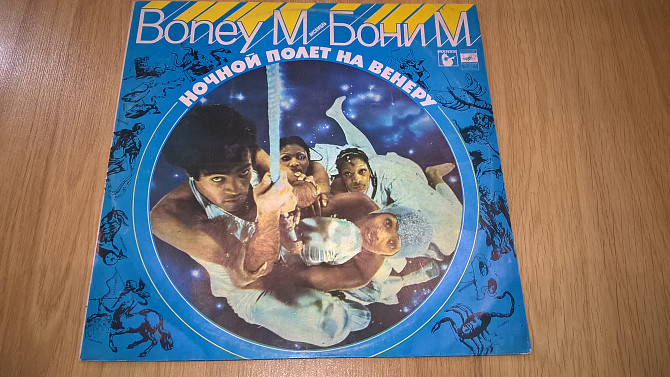 Boney M Бони М
НОЧНОЙ ПОЛЕТ НА ВЕНЕРУ